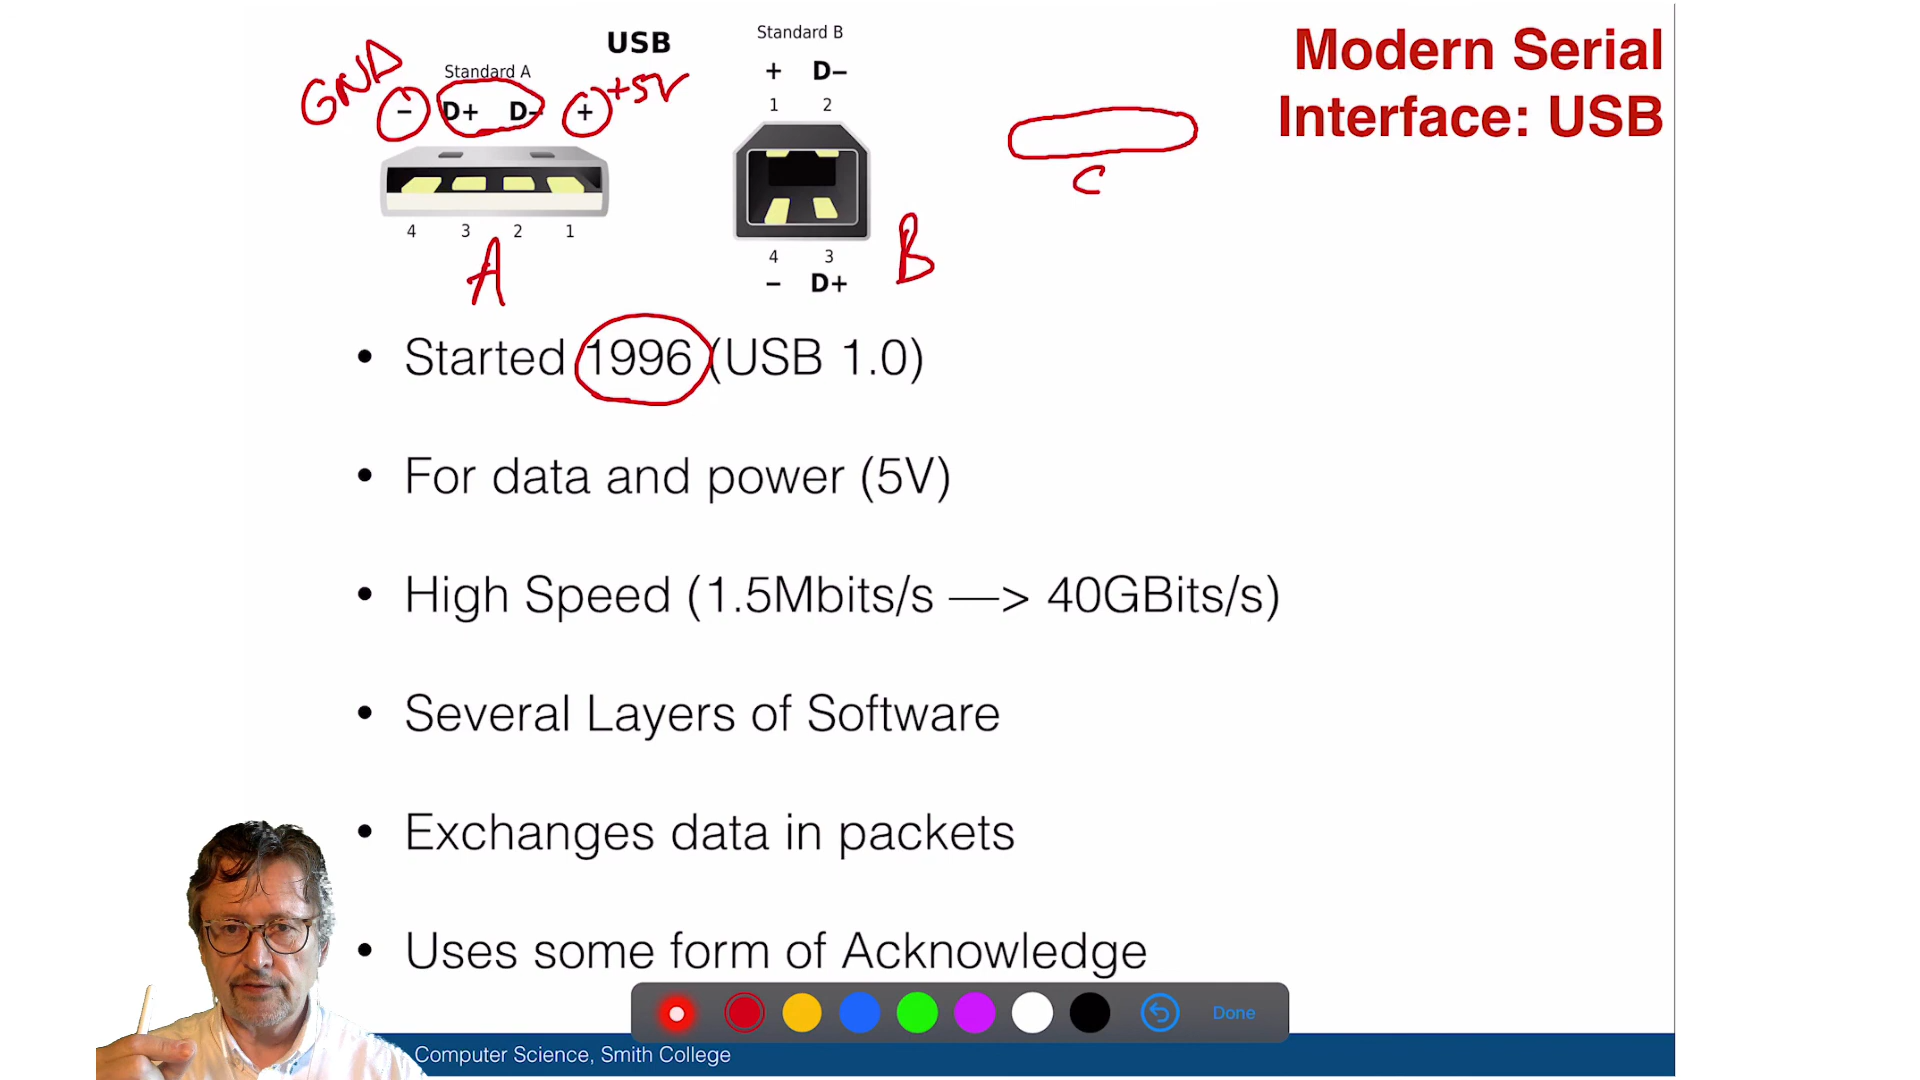 Modern Serial
Interface: USB
USB
Standard A
GND
− D+ D− +
+5V
4 3 2 1
A
Standard B
+ D−
1 2
4 3
− D+
B
C
• Started 1996 (USB 1.0)
• For data and power (5V)
• High Speed (1.5Mbits/s —> 40GBits/s)
• Several Layers of Software
• Exchanges data in packets
• Uses some form of Acknowledge
Done
Computer Science, Smith College